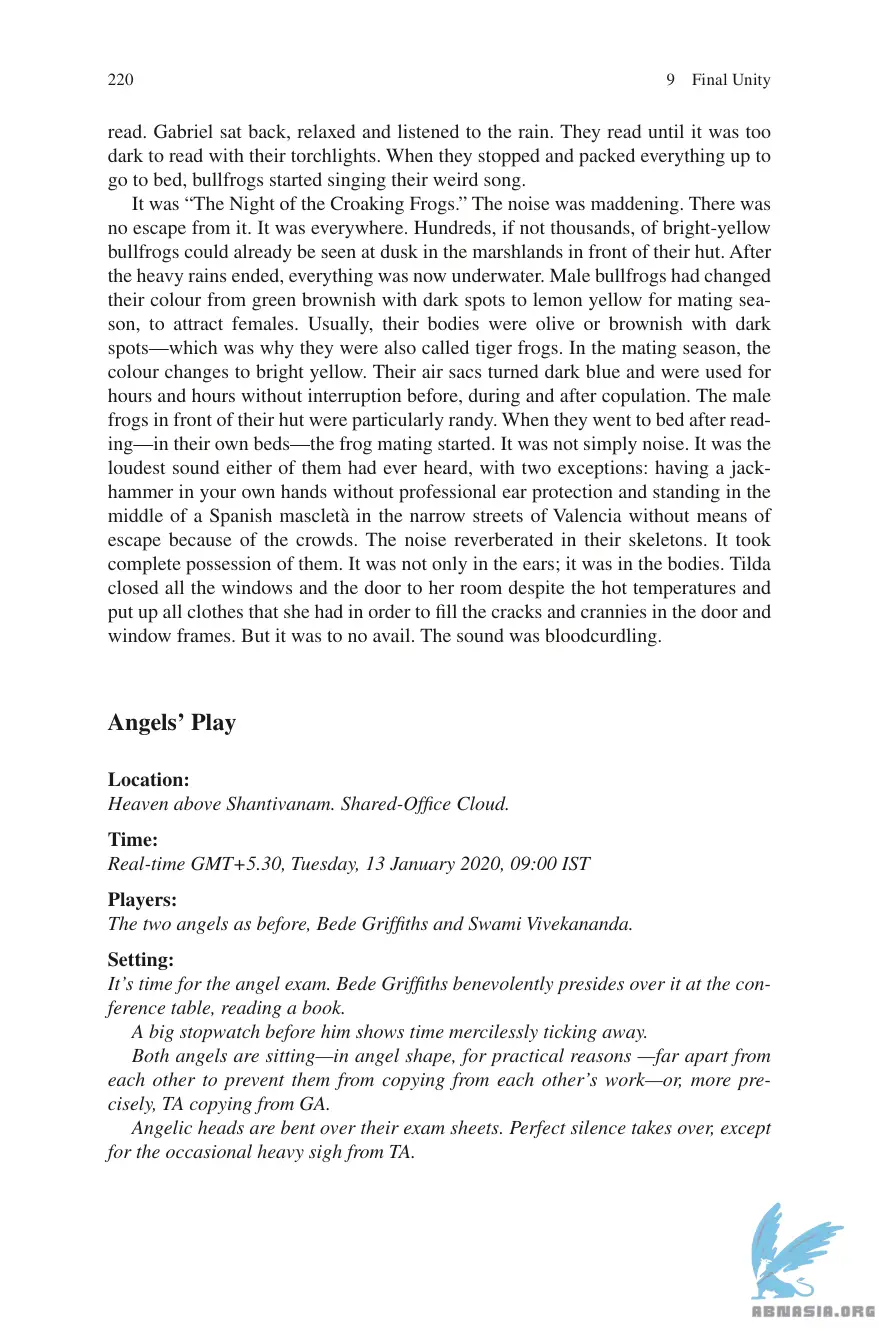 220
9 Final Unity
read. Gabriel sat back, relaxed and listened to the rain. They read until it was too
dark to read with their torchlights. When they stopped and packed everything up to
go to bed, bullfrogs started singing their weird song.
It was “The Night of the Croaking Frogs.” The noise was maddening. There was
no escape from it. It was everywhere. Hundreds, if not thousands, of bright-yellow
bullfrogs could already be seen at dusk in the marshlands in front of their hut. After
the heavy rains ended, everything was now underwater. Male bullfrogs had changed
their colour from green brownish with dark spots to lemon yellow for mating sea-
son, to attract females. Usually, their bodies were olive or brownish with dark
spots—which was why they were also called tiger frogs. In the mating season, the
colour changes to bright yellow. Their air sacs turned dark blue and were used for
hours and hours without interruption before, during and after copulation. The male
frogs in front of their hut were particularly randy. When they went to bed after read-
ing—in their own beds—the frog mating started. It was not simply noise. It was the
loudest sound either of them had ever heard, with two exceptions: having a jack-
hammer in your own hands without professional ear protection and standing in the
middle of a Spanish mascletà in the narrow streets of Valencia without means of
escape because of the crowds. The noise reverberated in their skeletons. It took
complete possession of them. It was not only in the ears; it was in the bodies. Tilda
closed all the windows and the door to her room despite the hot temperatures and
put up all clothes that she had in order to fill the cracks and crannies in the door and
window frames. But it was to no avail. The sound was bloodcurdling.
Angels’ Play
Location:
Heaven above Shantivanam. Shared-Office Cloud.
Time:
Real-time GMT+5.30, Tuesday, 13 January 2020, 09:00 IST
Players:
The two angels as before, Bede Griffiths and Swami Vivekananda.
Setting:
It’s time for the angel exam. Bede Griffiths benevolently presides over it at the con-
ference table, reading a book.
A big stopwatch before him shows time mercilessly ticking away.
Both angels are sitting—in angel shape, for practical reasons —far apart from
each other to prevent them from copying from each other’s work—or, more pre-
cisely, TA copying from GA.
Angelic heads are bent over their exam sheets. Perfect silence takes over, except
for the occasional heavy sigh from TA.
ABNASIA.ORG